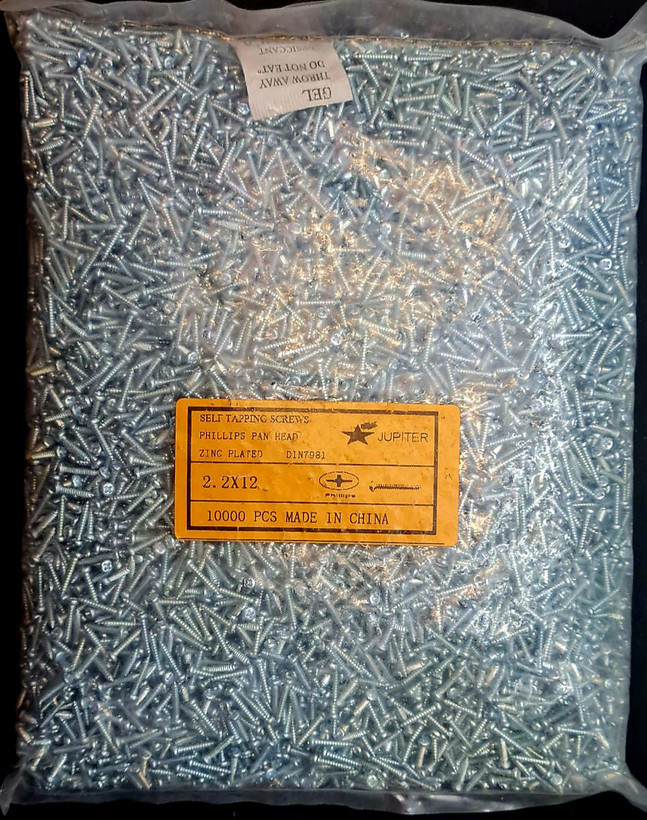 GEL
THROW AWAY
DO NOT EAT"
SELF TAPPING SCREWS
PHILLIPS PAN HEAD
JUPITER
ZINC PLATED DIN7981
2.2X12
Phillips
10000 PCS MADE IN CHINA